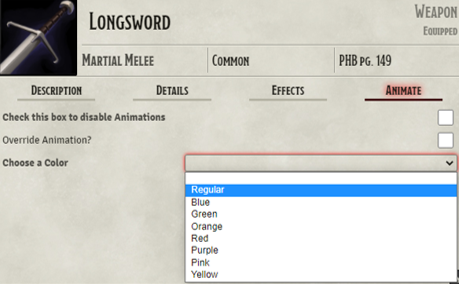 LONGSWORD
WEAPON
EQUIPPED
MARTIAL MELEE
COMMON
PHB PG. 149
DESCRIPTION
DETAILS
EFFECTS
ANIMATE
Check this box to disable Animations
Override Animation?
Choose a Color
Regular
Blue
Green
Orange
Red
Purple
Pink
Yellow